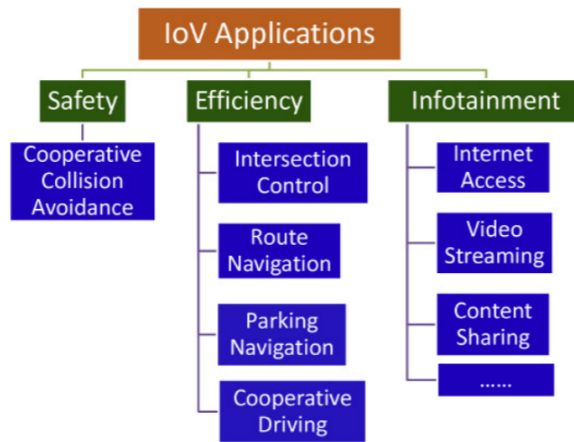 IoV Applications
Safety
Efficiency
Infotainment
Cooperative
Collision
Avoidance
Intersection
Control
Route
Navigation
Parking
Navigation
Cooperative
Driving
Internet
Access
Video
Streaming
Content
Sharing
......